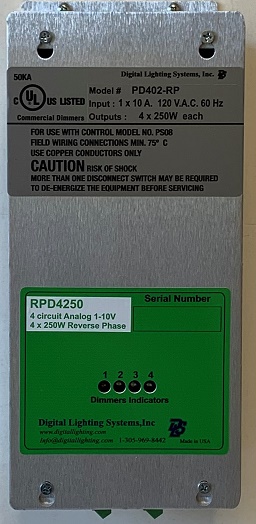 50KA
Digital Lighting Systems, Inc.
C UL US LISTED
Commercial Dimmers
Model # PD402-RP
Input : 1 x 10 A. 120 V.A.C. 60 Hz
Outputs : 4 x 250W each
FOR USE WITH CONTROL MODEL NO. PS08
FIELD WIRING CONNECTIONS MIN. 75° C
USE COPPER CONDUCTORS ONLY
CAUTION RISK OF SHOCK
MORE THAN ONE DISCONNECT SWITCH MAY BE REQUIRED
TO DE-ENERGIZE THE EQUIPMENT BEFORE SERVICING
RPD4250
4 circuit Analog 1-10V
4 x 250W Reverse Phase
Serial Number
1 2 3 4
Dimmers Indicators
Digital Lighting Systems,Inc
www.digitallighting.com
info@digitallighting.com 1-305-969-8442
Made in USA